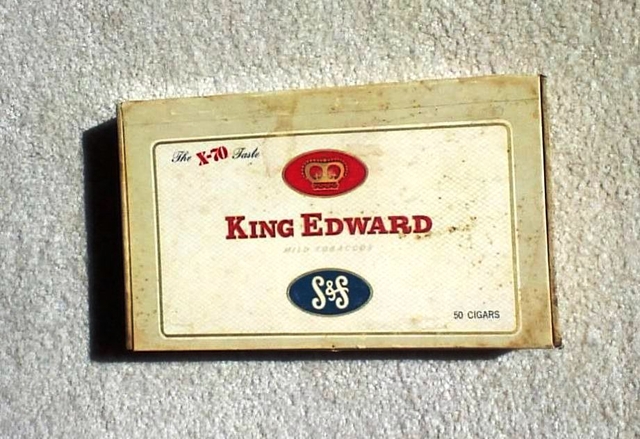 The X-70 Taste
KING EDWARD
MILD TOBACCOS
S&S
50 CIGARS